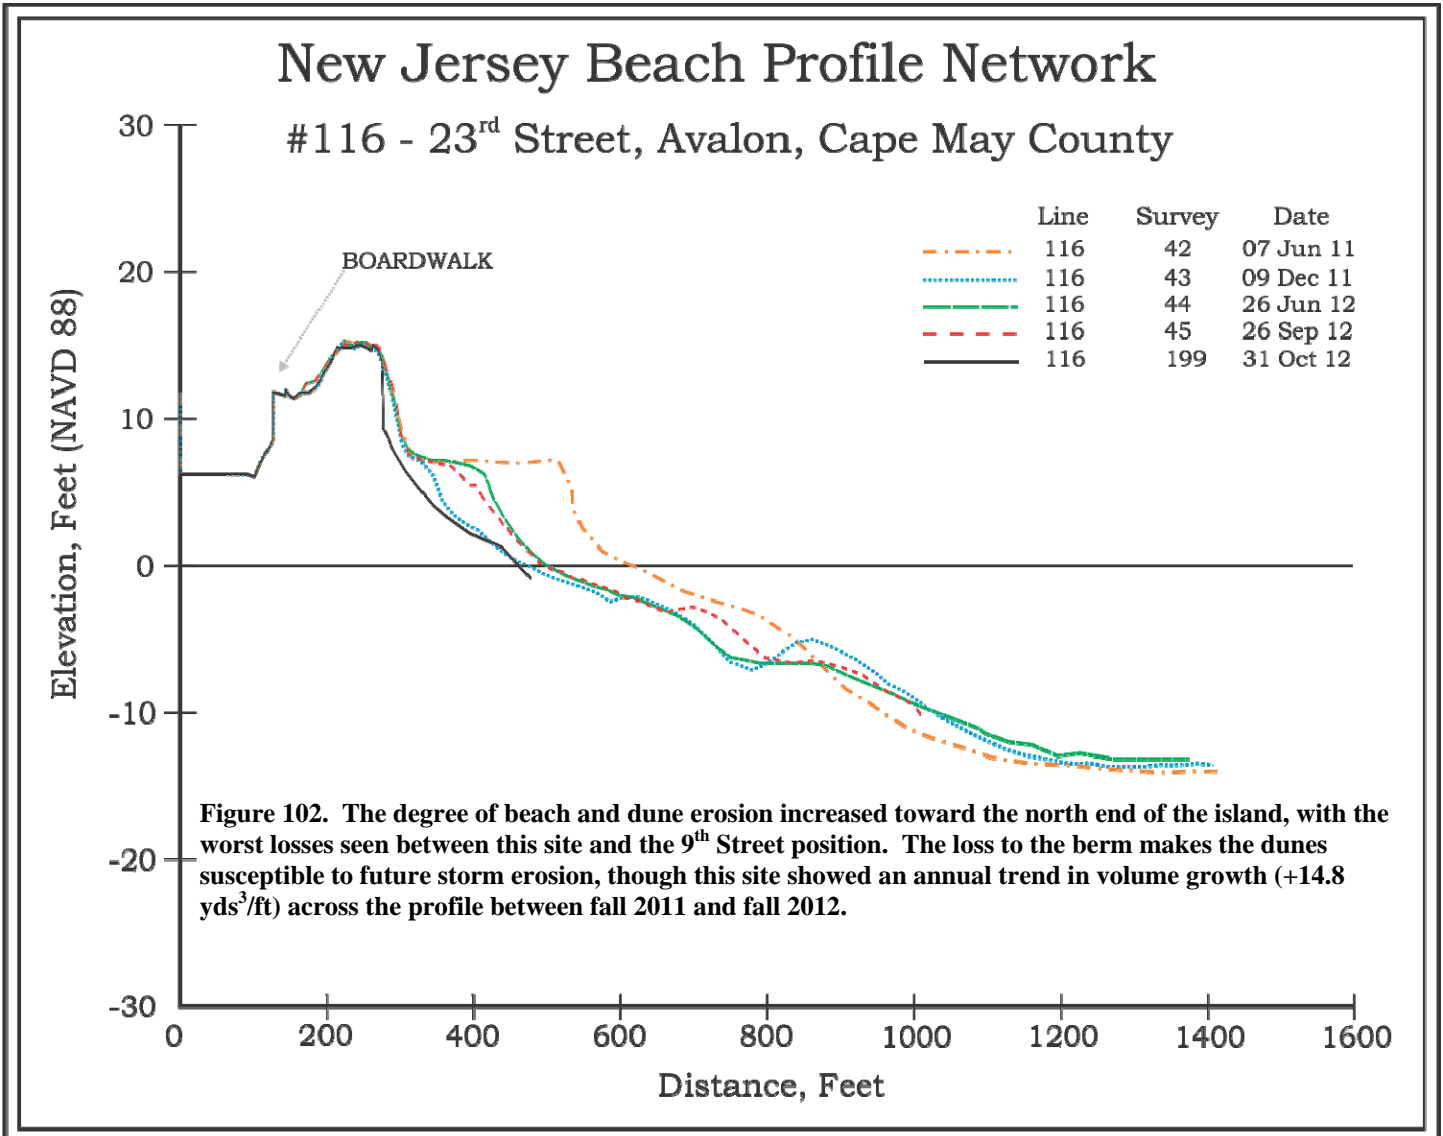 New Jersey Beach Profile Network
#116 - 23rd Street, Avalon, Cape May County
Line Survey Date
116 42 07 Jun 11
116 43 09 Dec 11
116 44 26 Jun 12
116 45 26 Sep 12
116 199 31 Oct 12
BOARDWALK
Elevation, Feet (NAVD 88)
30
20
10
0
-10
-20
-30
Figure 102. The degree of beach and dune erosion increased toward the north end of the island, with the
worst losses seen between this site and the 9th Street position. The loss to the berm makes the dunes
susceptible to future storm erosion, though this site showed an annual trend in volume growth (+14.8
yds3/ft) across the profile between fall 2011 and fall 2012.
0 200 400 600 800 1000 1200 1400 1600
Distance, Feet